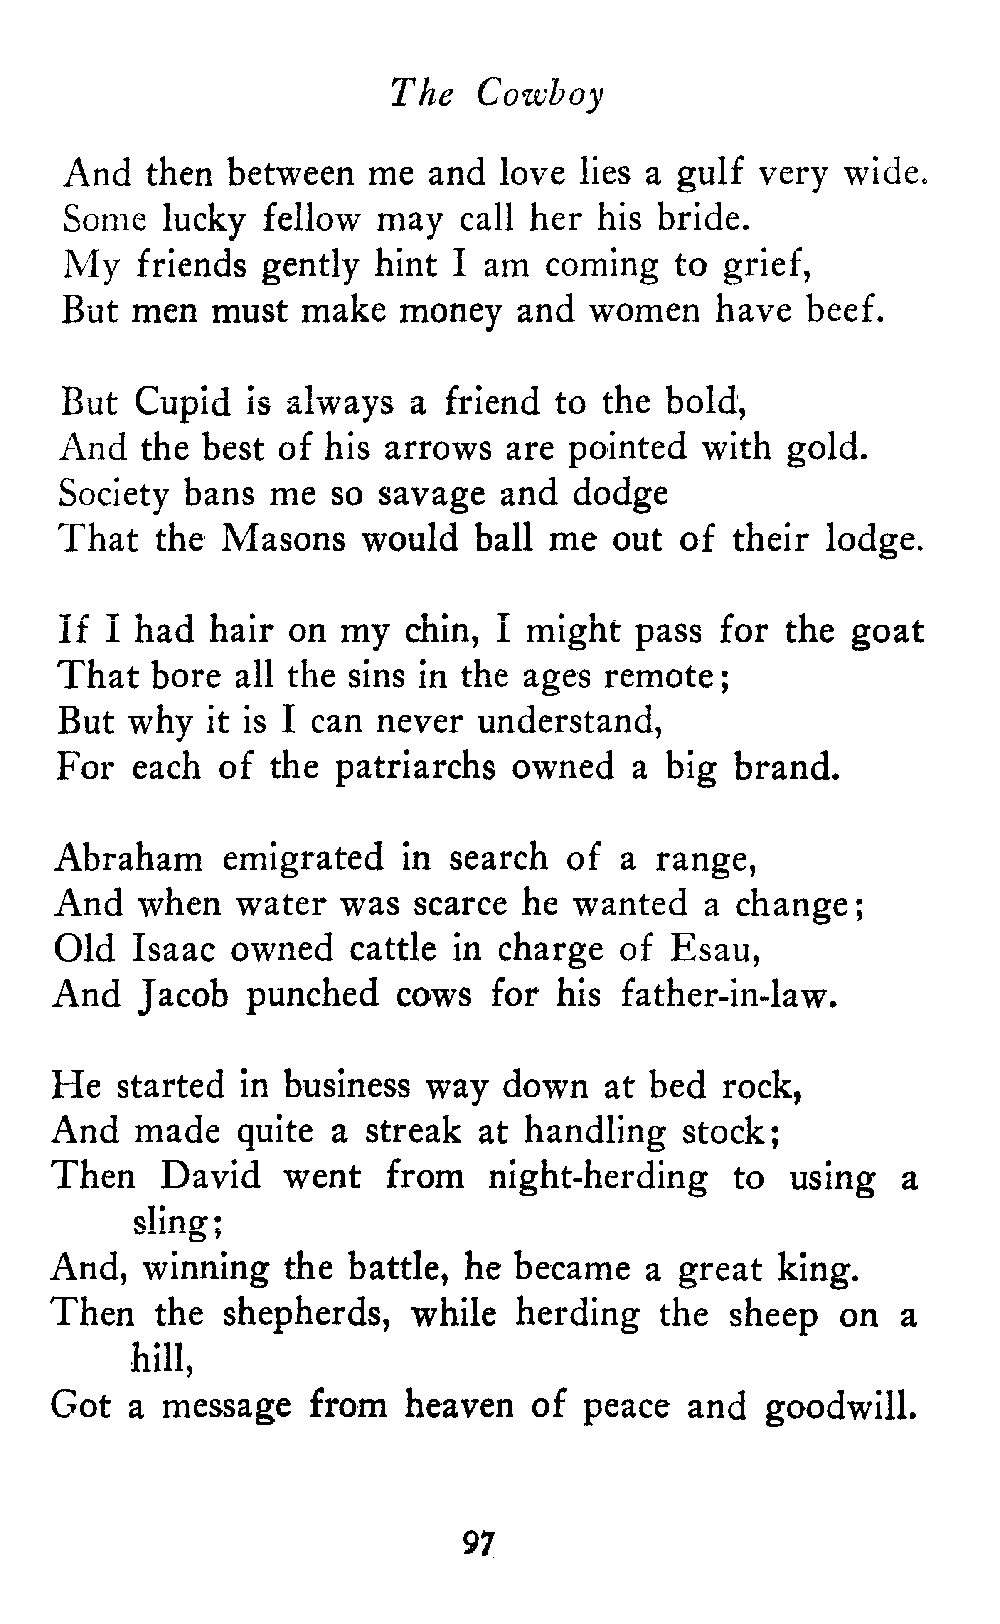 The Cowboy
And then between me and love lies a gulf very wide.
Some lucky fellow may call her his bride.
My friends gently hint I am coming to grief,
But men must make money and women have beef.
But Cupid is always a friend to the bold,
And the best of his arrows are pointed with gold.
Society bans me so savage and dodge
That the Masons would ball me out of their lodge.
If I had hair on my chin, I might pass for the goat
That bore all the sins in the ages remote;
But why it is I can never understand,
For each of the patriarchs owned a big brand.
Abraham emigrated in search of a range,
And when water was scarce he wanted a change;
Old Isaac owned cattle in charge of Esau,
And Jacob punched cows for his father-in-law.
He started in business way down at bed rock,
And made quite a streak at handling stock;
Then David went from night-herding to using a
sling;
And, winning the battle, he became a great king.
Then the shepherds, while herding the sheep on a
hill,
Got a message from heaven of peace and goodwill.
97